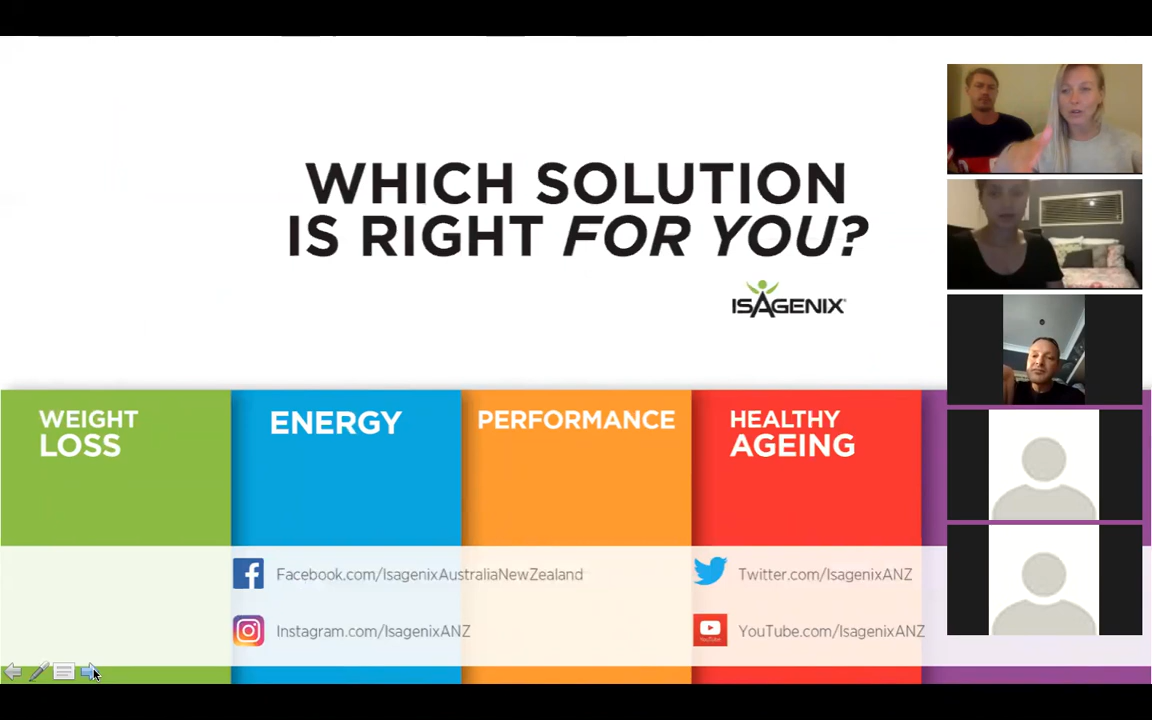 WHICH SOLUTION
IS RIGHT FOR YOU?
ISAGENIX
WEIGHT
LOSS
ENERGY
PERFORMANCE
HEALTHY
AGEING
Facebook.com/IsagenixAustraliaNewZealand
Twitter.com/IsagenixANZ
Instagram.com/IsagenixANZ
YouTube.com/IsagenixANZ